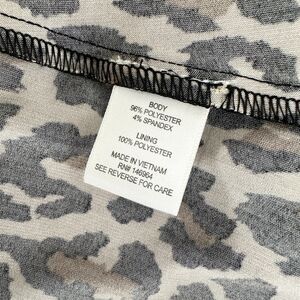 BODY
96% POLYESTER
4% SPANDEX
LINING
100% POLYESTER
MADE IN VIETNAM
RN# 146964
SEE REVERSE FOR CARE